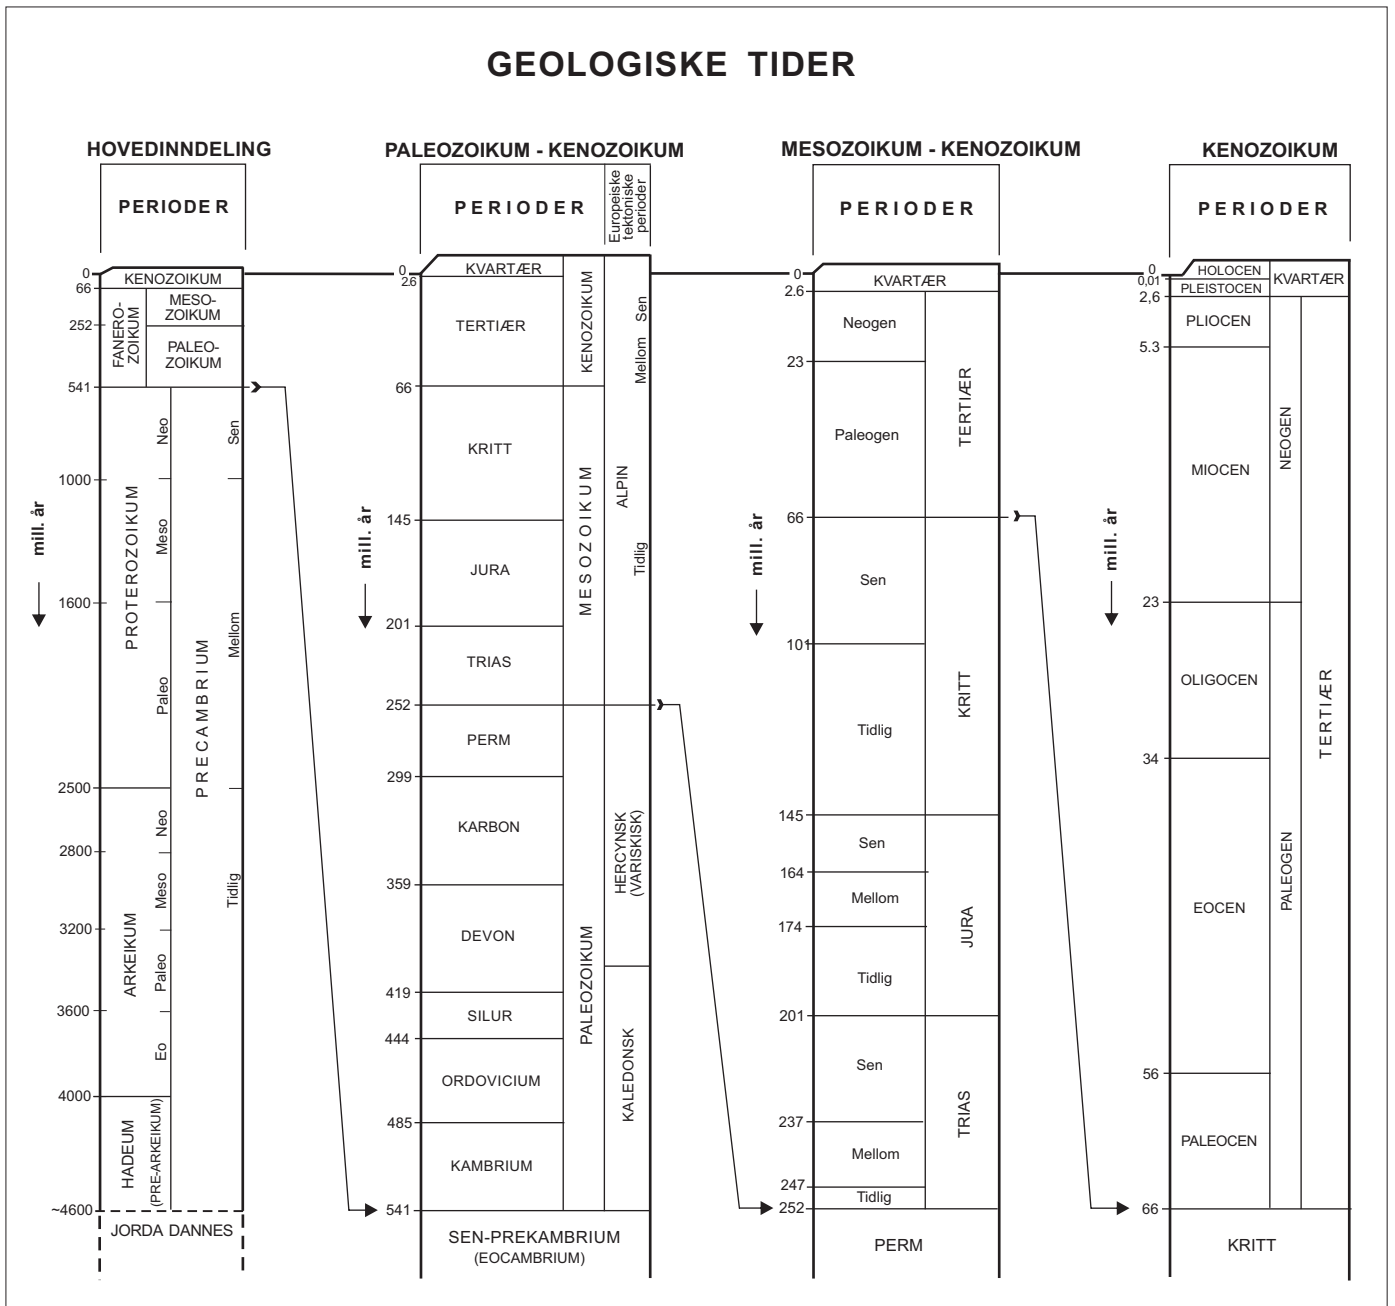 GEOLOGISKE TIDER
HOVEDINNDELING
PERIODER
0
KENOZOIKUM
66
FANERO-
ZOIKUM
MESO-
ZOIKUM
252
PALEO-
ZOIKUM
541
Neo
Sen
1000
PROTEROZOIKUM
Meso
mill. år
1600
PRECAMBRIUM
Mellom
Paleo
2500
Neo
2800
Meso
Tidlig
3200
ARKEIKUM
Paleo
3600
Eo
4000
HADEUM
(PRE-ARKEIKUM)
~4600
JORDA DANNES
PALEOZOIKUM - KENOZOIKUM
PERIODER
Europeiske
tektoniske
perioder
0
KVARTÆR
2.6
TERTIÆR
KENOZOIKUM
Sen
Mellom
66
KRITT
ALPIN
145
MESOZOIKUM
mill. år
JURA
Tidlig
201
TRIAS
252
PERM
299
KARBON
HERCYNSK
(VARISKISK)
359
DEVON
PALEOZOIKUM
419
SILUR
444
ORDOVICIUM
KALEDONSK
485
KAMBRIUM
541
SEN-PREKAMBRIUM
(EOCAMBRIUM)
MESOZOIKUM - KENOZOIKUM
PERIODER
0
KVARTÆR
2.6
Neogen
23
TERTIÆR
Paleogen
66
mill. år
Sen
101
KRITT
Tidlig
145
Sen
164
Mellom
JURA
174
Tidlig
201
Sen
TRIAS
237
Mellom
247
Tidlig
252
PERM
KENOZOIKUM
PERIODER
0
HOLOCEN
KVARTÆR
0,01
PLEISTOCEN
2,6
PLIOCEN
5.3
NEOGEN
MIOCEN
mill. år
23
OLIGOCEN
TERTIÆR
34
PALEOGEN
EOCEN
56
PALEOCEN
66
KRITT